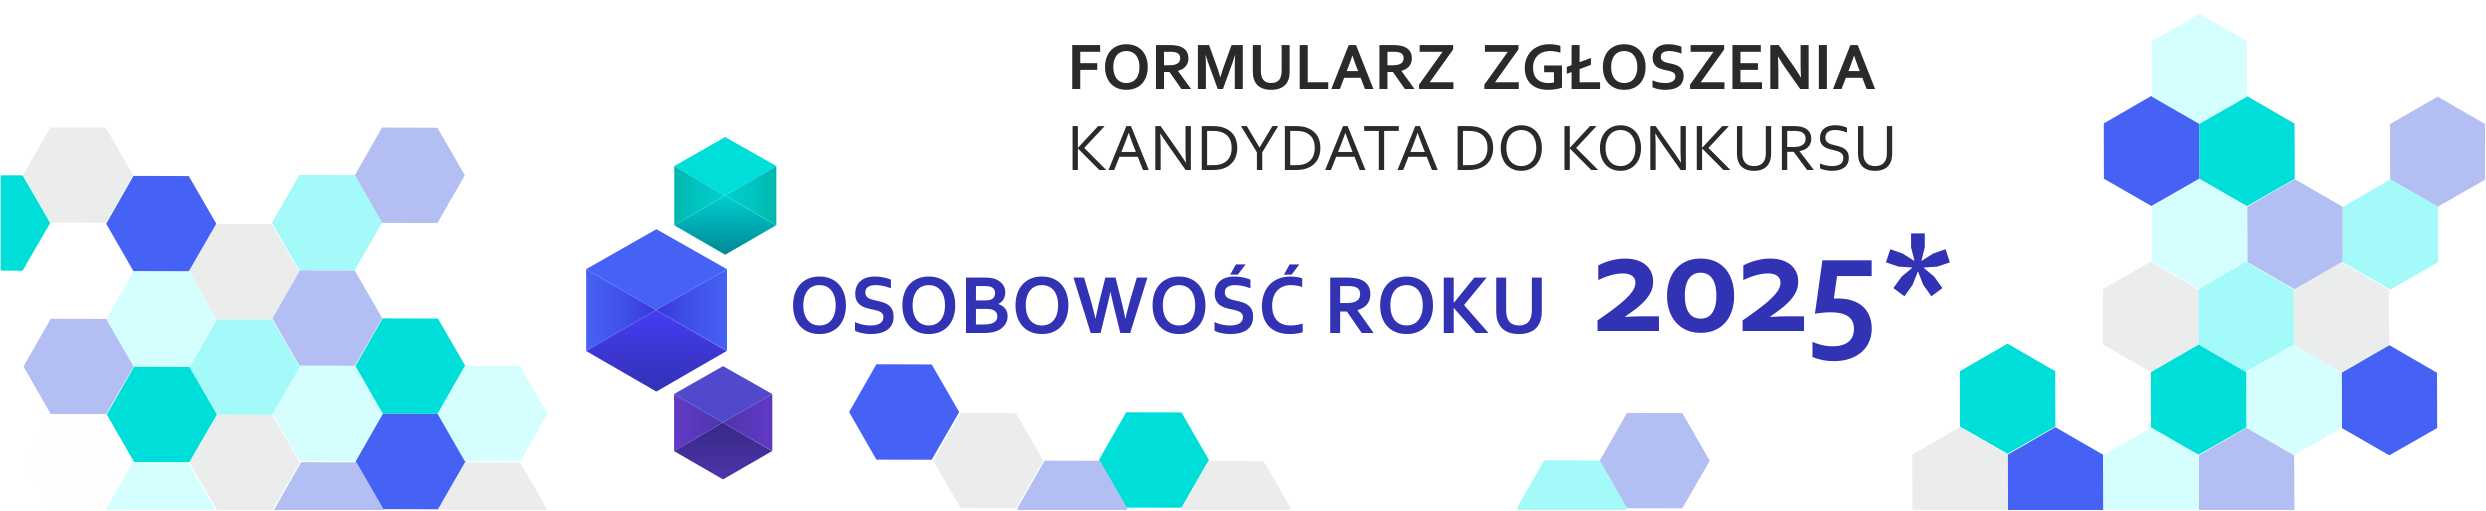 FORMULARZ ZGŁOSZENIA
KANDYDATA DO KONKURSU
OSOBOWOŚĆ ROKU 2025*